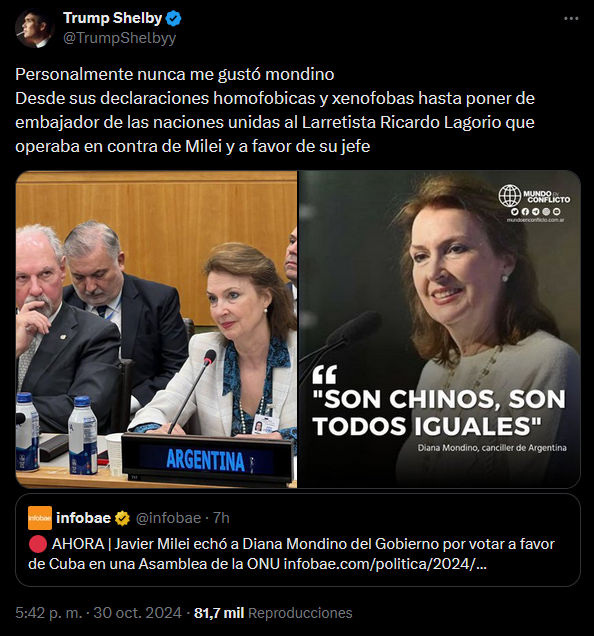 Trump Shelby
@TrumpShelbyy
Personalmente nunca me gustó mondino
Desde sus declaraciones homofobicas y xenofobas hasta poner de
embajador de las naciones unidas al Larretista Ricardo Lagorio que
operaba en contra de Milei y a favor de su jefe
ARGENTINA
MUNDO EN
CONFLICTO
mundoenconflicto.com.ar
"SON CHINOS, SON
TODOS IGUALES"
Diana Mondino, canciller de Argentina
infobae
infobae @infobae · 7h
🔴 AHORA | Javier Milei echó a Diana Mondino del Gobierno por votar a favor
de Cuba en una Asamblea de la ONU infobae.com/politica/2024/…
5:42 p. m. · 30 oct. 2024 · 81,7 mil Reproducciones